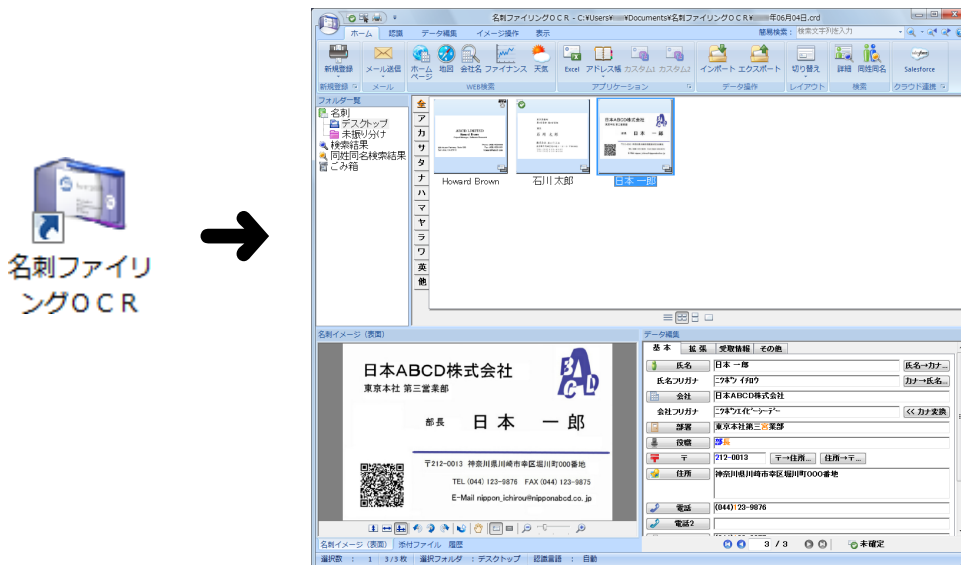 名刺ファイリ
ングOCR
名刺ファイリングOCR - C:¥Users¥ ¥Documents¥名刺ファイリングOCR¥ 年06月04日.crd
ホーム 認識 データ編集 イメージ操作 表示 簡易検索: 検索文字列を入力
新規登録 メール送信 ホームページ 地図 会社名 ファイナンス 天気 Excel アドレス帳 カスタム1 カスタム2 インポート エクスポート 切り替え 詳細 同姓同名 Salesforce
新規登録 メール WEB検索 アプリケーション データ操作 レイアウト 検索 クラウド連携
フォルダ一覧
名刺
デスクトップ
未振り分け
検索結果
同姓同名検索結果
ごみ箱
全
ア
カ
サ
タ
ナ
ハ
マ
ヤ
ラ
ワ
英
他
日本ABCD株式会社
日 本 一 郎
Howard Brown 石川 太郎 日本 一郎
名刺イメージ (表面)
日本ABCD株式会社
東京本社 第三営業部
ABCD
部長 日 本 一 郎
〒212-0013 神奈川県川崎市幸区堀川町000番地
TEL (044) 123-9876 FAX (044) 123-9875
E-Mail nippon_ichirou@nipponabcd.co.jp
名刺イメージ (表面) 添付ファイル 履歴
データ編集
基本 拡張 受取情報 その他
氏名 日本 一郎 氏名→カナ...
氏名フリガナ ニツポン イチロウ カナ→氏名...
会社 日本ABCD株式会社
会社フリガナ ニツポンエイビーシーデー << カナ変換
部署 東京本社第三営業部
役職 部長
〒 212-0013 〒→住所... 住所→〒...
住所 神奈川県川崎市幸区堀川町000番地
電話 (044)123-9876
電話2
3 / 3 未確定
選択数 : 1 3/3枚 選択フォルダ : デスクトップ 認識言語 : 自動